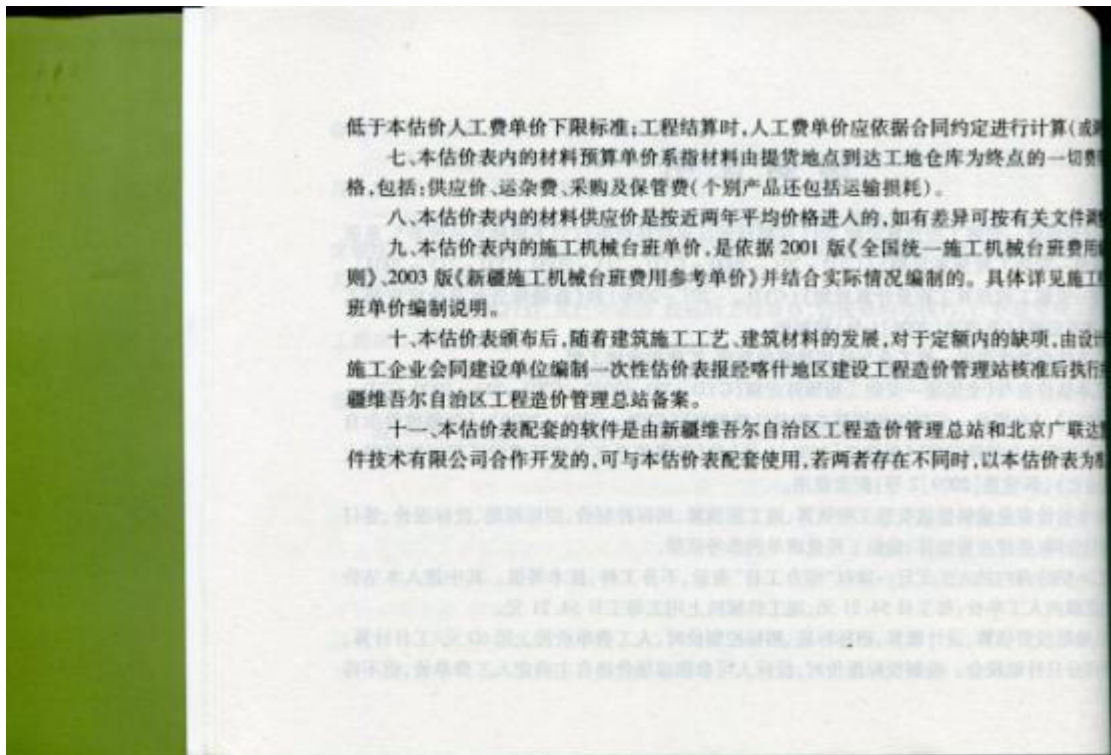 低于本估价人工费单价下限标准;工程结算时,人工费单价应依据合同约定进行计算(或
七、本估价表内的材料预算单价系指材料由提货地点到达工地仓库为终点的一切费
格,包括:供应价、运杂费、采购及保管费(个别产品还包括运输损耗)。
八、本估价表内的材料供应价是按近两年平均价格进入的,如有差异可按有关文件
九、本估价表内的施工机械台班单价,是依据 2001 版《全国统一施工机械台班费用
则》、2003 版《新疆施工机械台班费用参考单价》并结合实际情况编制的。具体详见施工
班单价编制说明。
十、本估价表颁布后,随着建筑施工工艺、建筑材料的发展,对于定额内的缺项,由设计
施工企业会同建设单位编制一次性估价表报经喀什地区建设工程造价管理站核准后执行
疆维吾尔自治区工程造价管理总站备案。
十一、本估价表配套的软件是由新疆维吾尔自治区工程造价管理总站和北京广联达
件技术有限公司合作开发的,可与本估价表配套使用,若两者存在不同时,以本估价表为